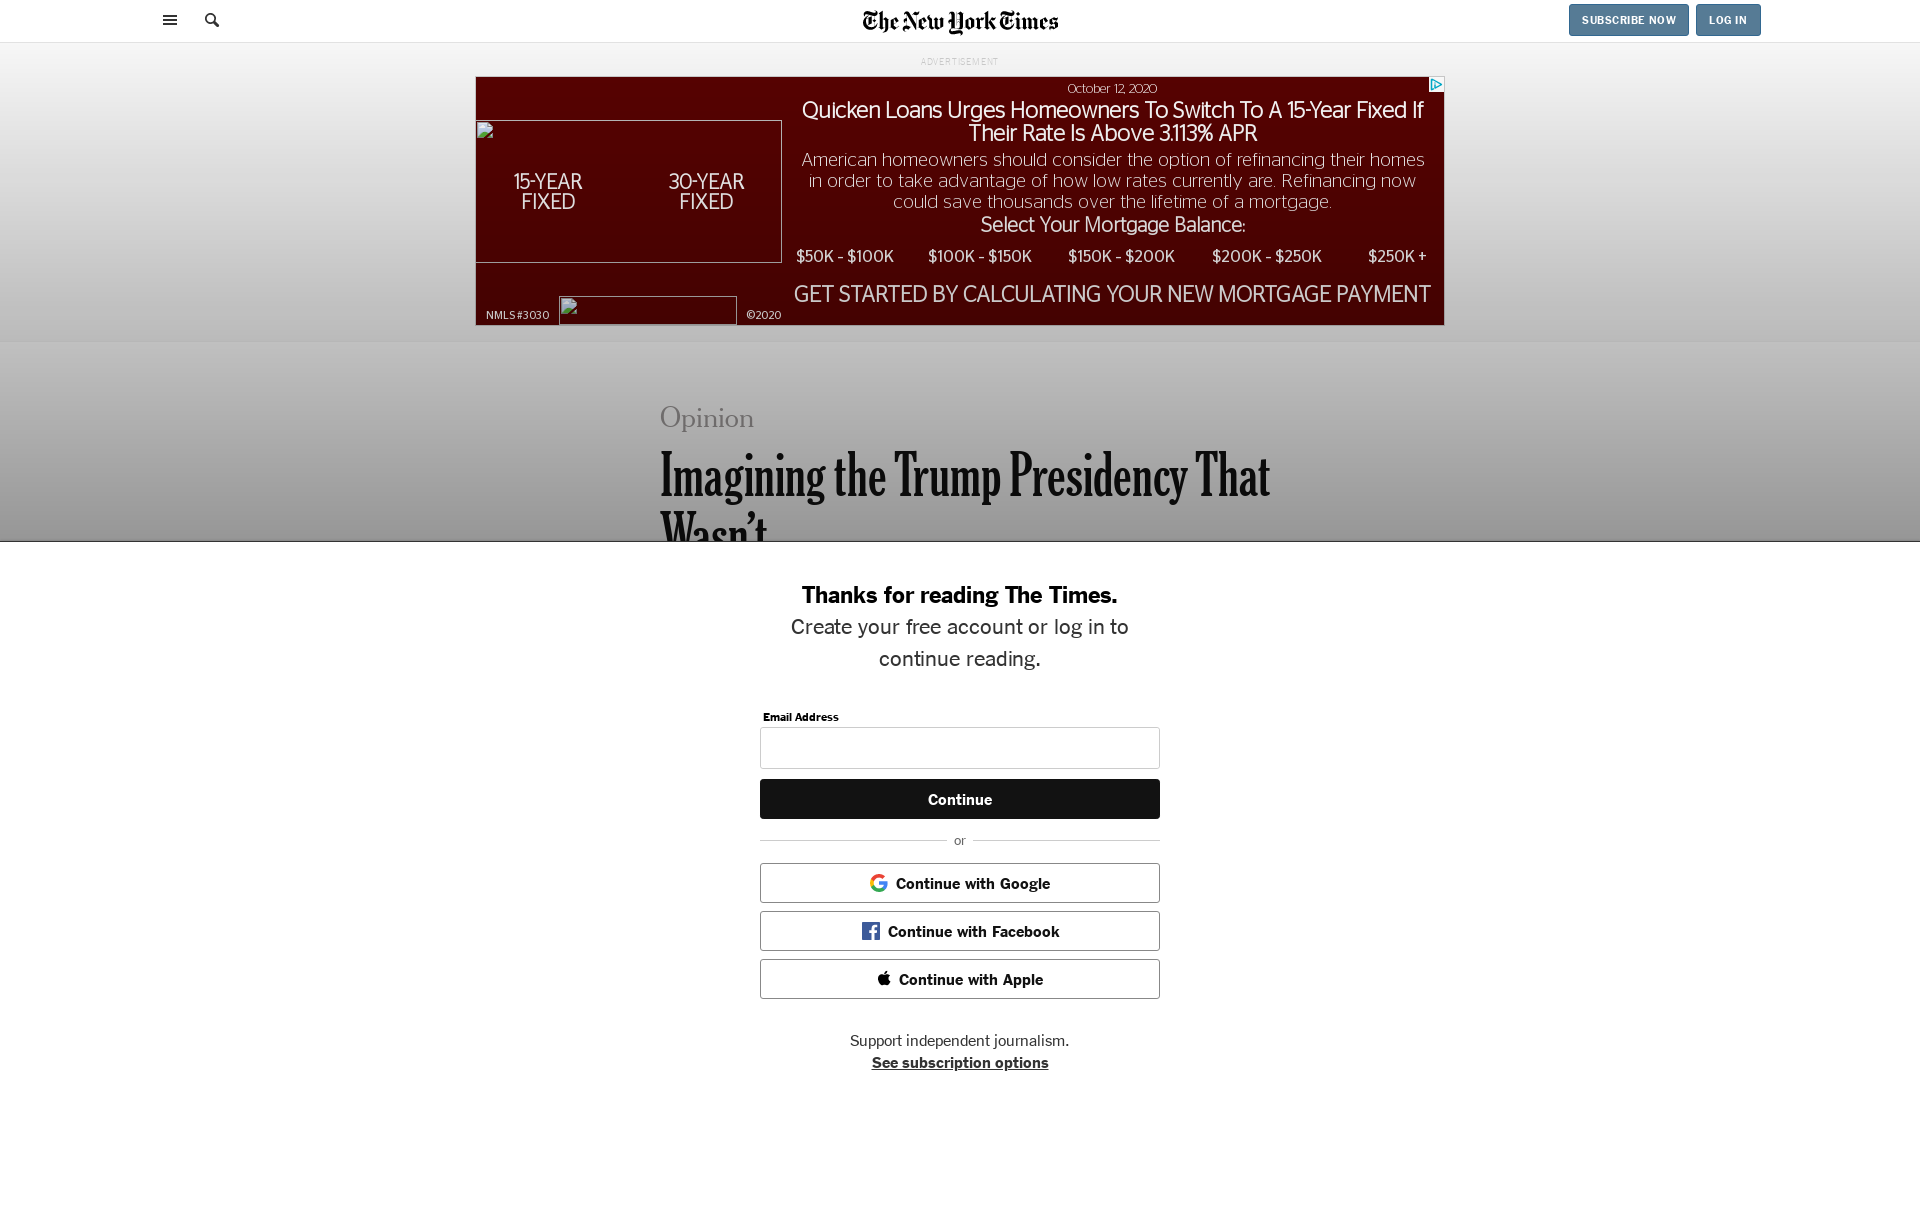 The New York Times
SUBSCRIBE NOW
LOG IN
ADVERTISEMENT
October 12, 2020
Quicken Loans Urges Homeowners To Switch To A 15-Year Fixed If
Their Rate Is Above 3.113% APR
American homeowners should consider the option of refinancing their homes
in order to take advantage of how low rates currently are. Refinancing now
could save thousands over the lifetime of a mortgage.
Select Your Mortgage Balance:
15-YEAR
FIXED
30-YEAR
FIXED
$50K - $100K $100K - $150K $150K - $200K $200K - $250K $250K +
GET STARTED BY CALCULATING YOUR NEW MORTGAGE PAYMENT
NMLS #3030
©2020
Opinion
Imagining the Trump Presidency That
Wasn't
Thanks for reading The Times.
Create your free account or log in to
continue reading.
Email Address
Continue
or
Continue with Google
Continue with Facebook
Continue with Apple
Support independent journalism.
See subscription options